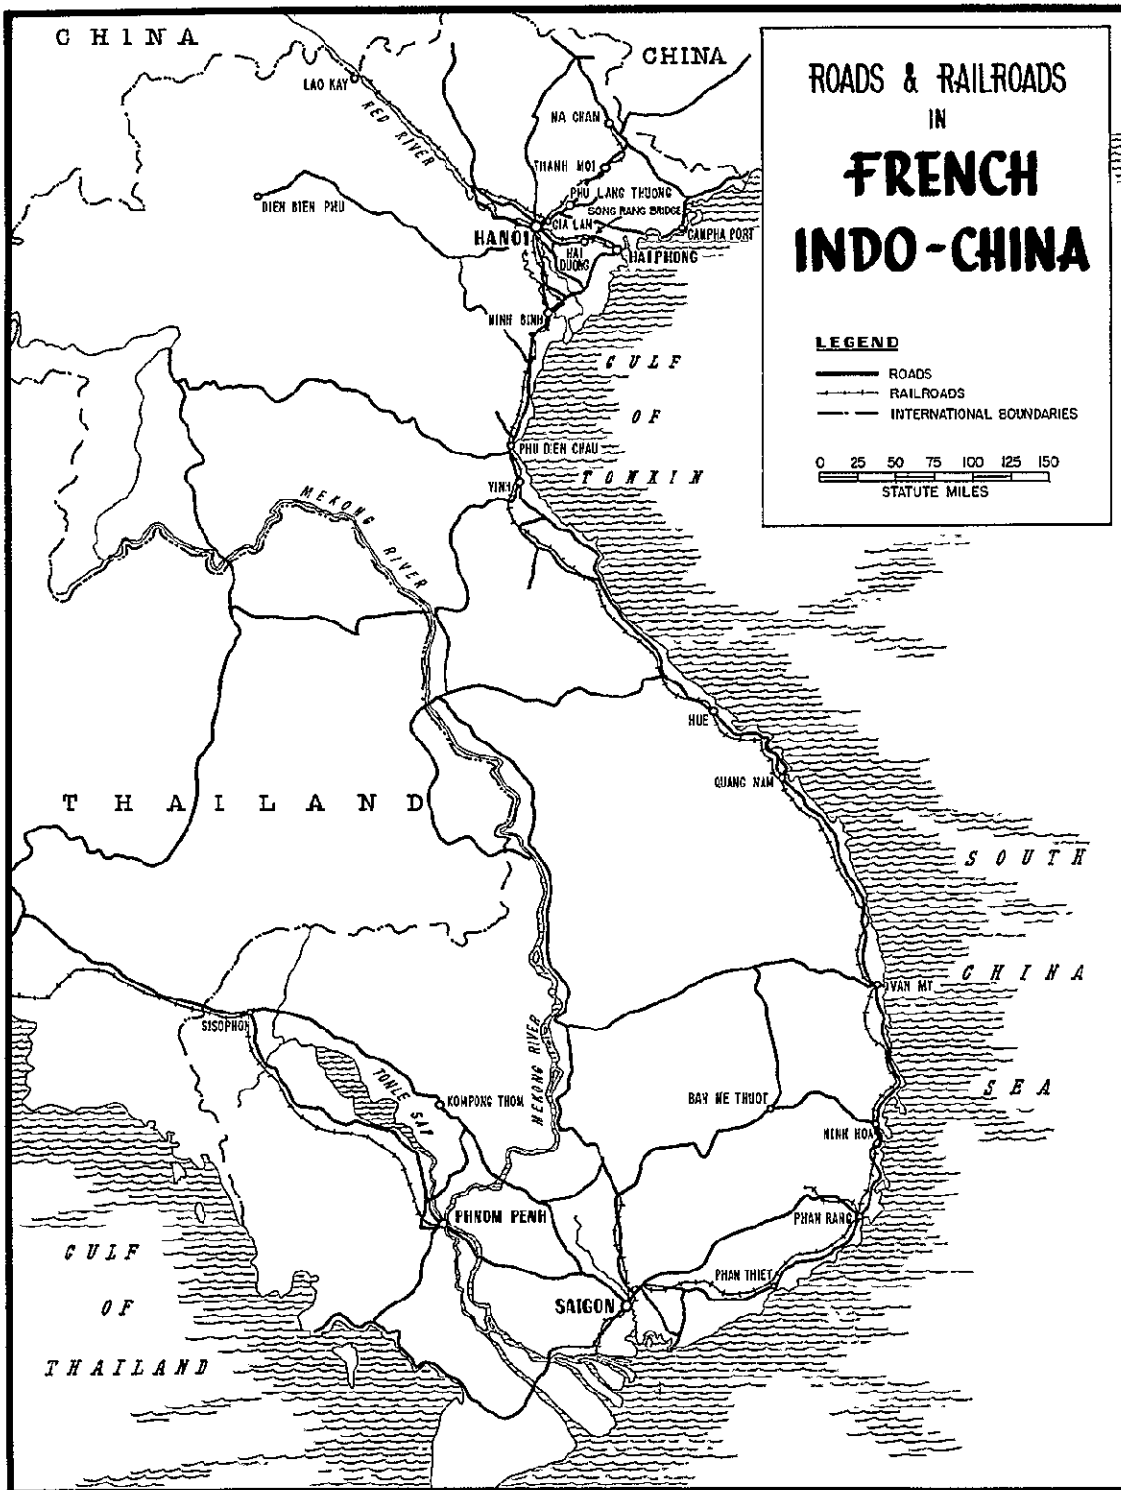 CHINA
CHINA
LAO KAY
RED RIVER
NA CHAM
THANH MOI
PHU LANG THUONG
SONG RANG BRIDGE
DIEN BIEN PHU
GIA LAN
CAMPHA PORT
HANOI
HAI DUONG
HAIPHONG
NINH BINH
ROADS & RAILROADS
IN
FRENCH
INDO-CHINA
LEGEND
ROADS
RAILROADS
INTERNATIONAL BOUNDARIES
0 25 50 75 100 125 150
STATUTE MILES
GULF
OF
TONKIN
PHU DIEN CHAU
VINH
MEKONG RIVER
HUE
QUANG NAM
THAILAND
SOUTH
CHINA
SEA
VAN MY
SISOPHON
TONLE SAP
KOMPONG THOM
MEKONG RIVER
BAN ME THUOT
NINH HOA
PHNOM PENH
PHAN RANG
PHAN THIET
SAIGON
GULF
OF
THAILAND